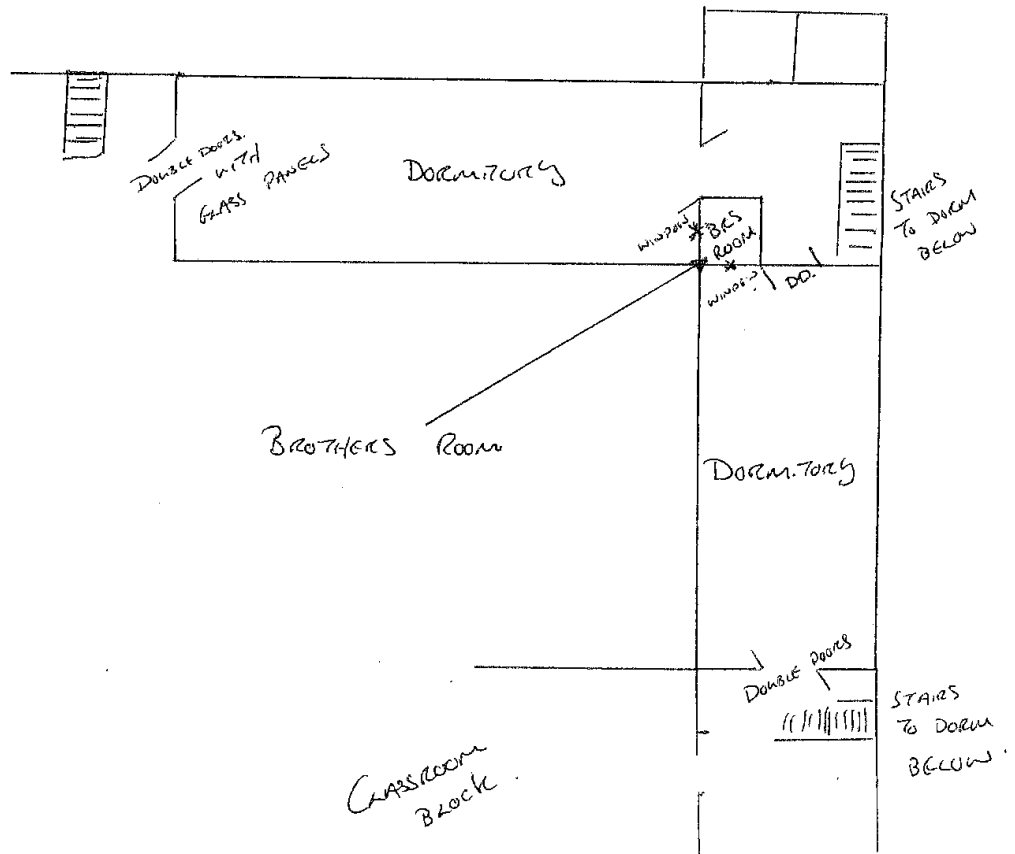 DOUBLE DOORS.
WITH
GLASS PANELS
DORMITORY
STAIRS
TO DORM
BELOW
WINDOW
BRS
ROOM
WINDOW
DD.
BROTHERS ROOM
DORMITORY
DOUBLE DOORS
STAIRS
TO DORM
BELOW.
CLASSROOM
BLOCK.